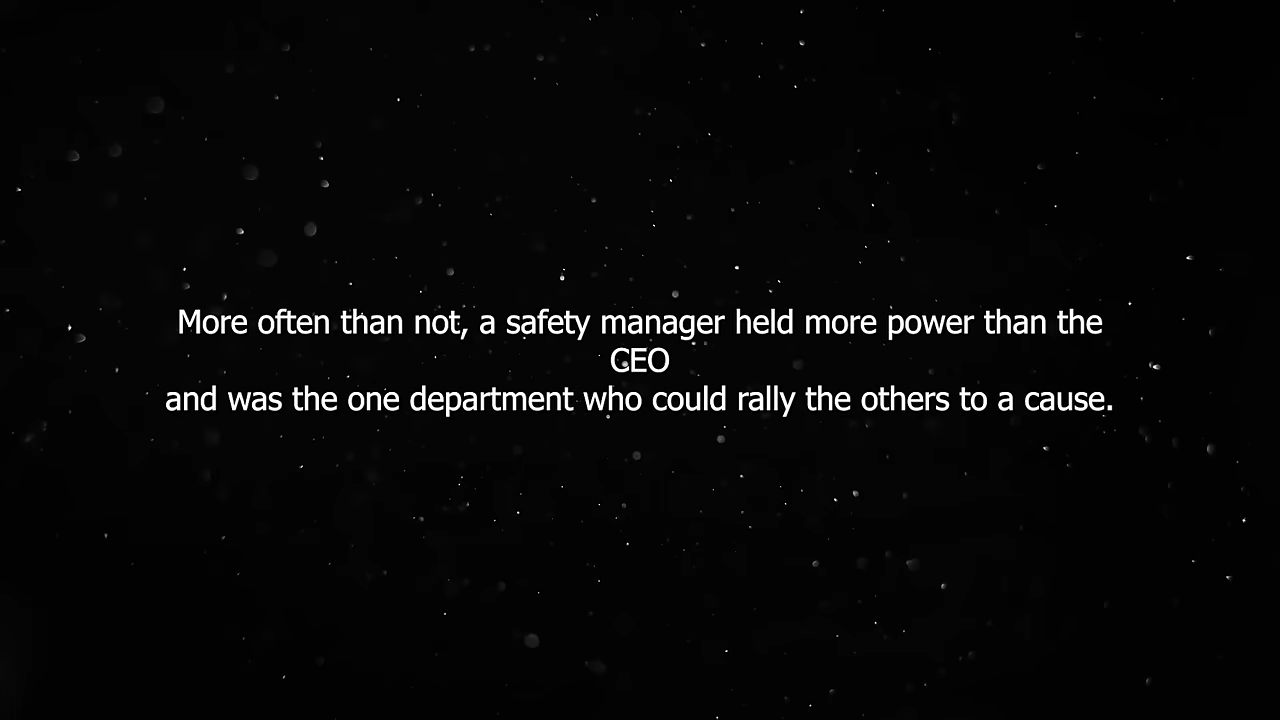 More often than not, a safety manager held more power than the
CEO
and was the one department who could rally the others to a cause.